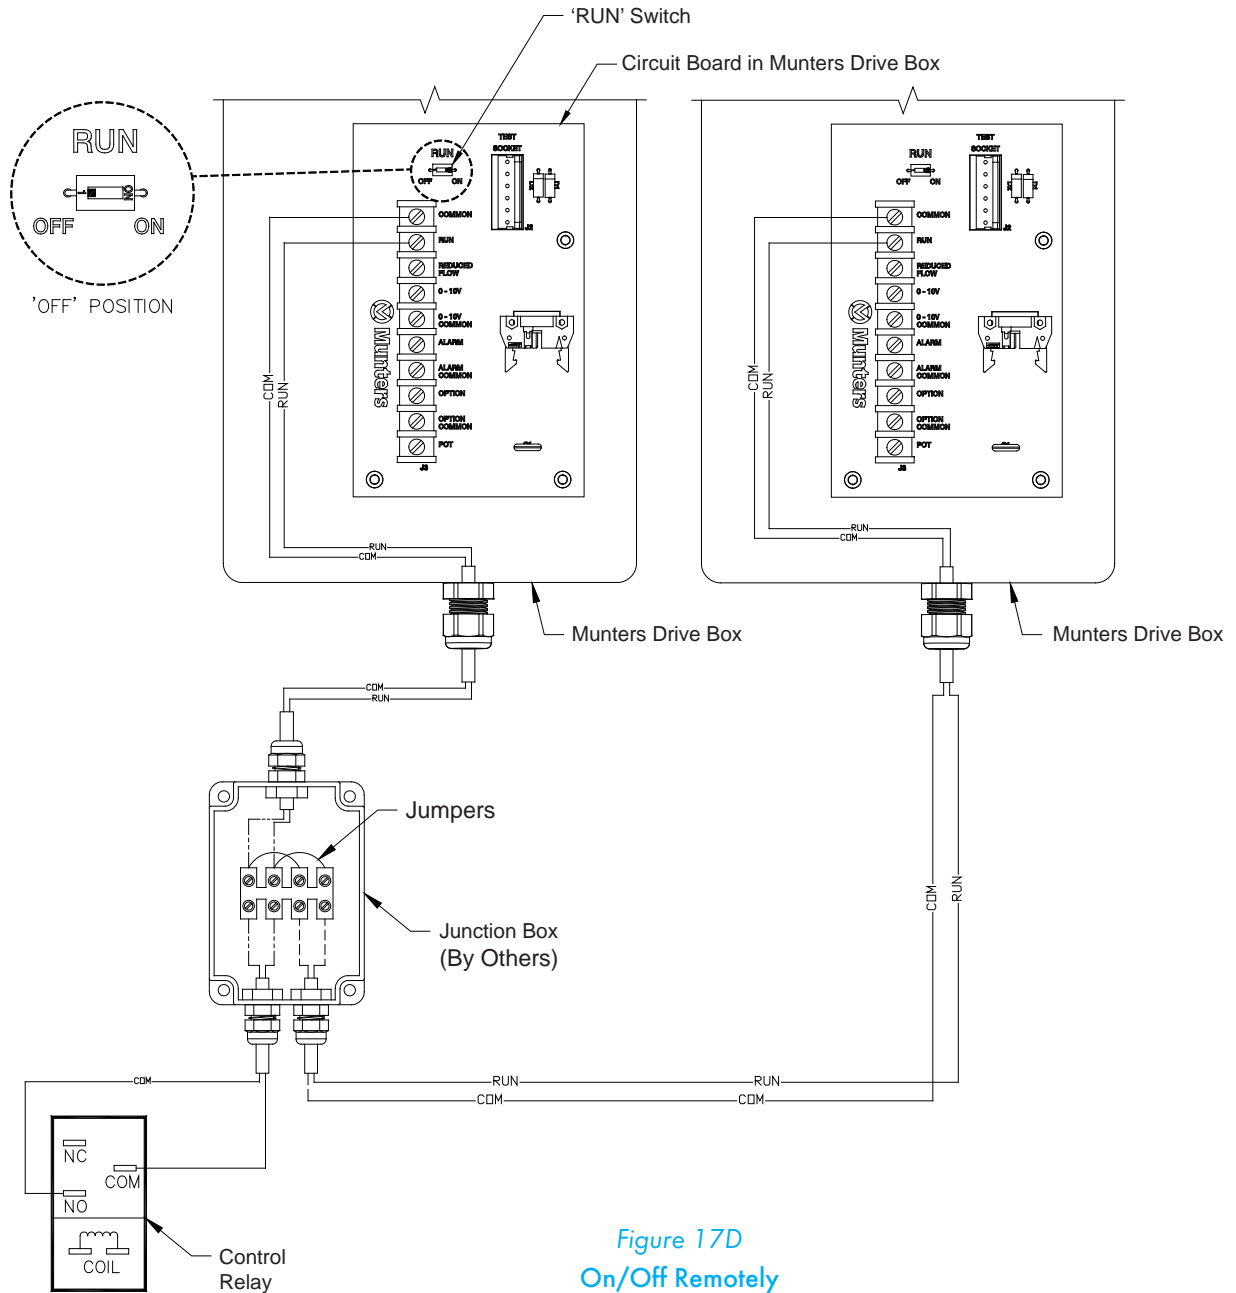 'RUN' Switch
Circuit Board in Munters Drive Box
RUN
OFF
ON
'OFF' POSITION
RUN
OFF
ON
TEST
SOCKET
J2
COMMON
RUN
REDUCED
FLOW
0 - 10V
0 - 10V
COMMON
ALARM
ALARM
COMMON
OPTION
OPTION
COMMON
POT
J3
Munters
COM
RUN
RUN
COM
Munters Drive Box
RUN
OFF
ON
TEST
SOCKET
J2
COMMON
RUN
REDUCED
FLOW
0 - 10V
0 - 10V
COMMON
ALARM
ALARM
COMMON
OPTION
OPTION
COMMON
POT
J3
Munters
COM
RUN
RUN
COM
Munters Drive Box
COM
RUN
Jumpers
Junction Box
(By Others)
COM
RUN
COM
RUN
RUN
COM
COM
NC
COM
NO
COIL
Control
Relay
Figure 17D
On/Off Remotely